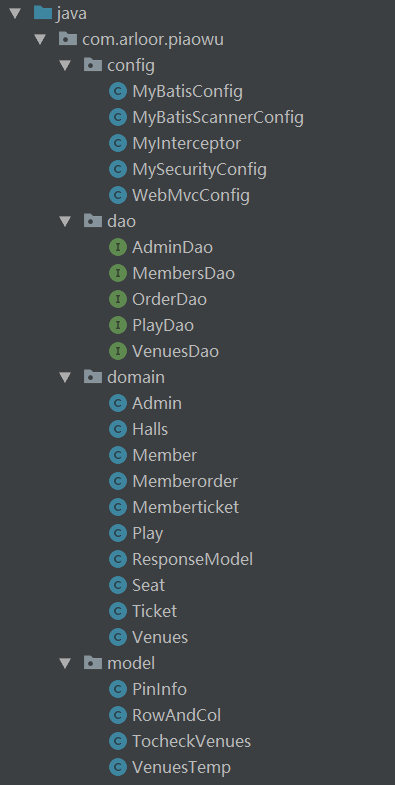 java
com.arloor.piaowu
config
C MyBatisConfig
C MyBatisScannerConfig
C MyInterceptor
C MySecurityConfig
C WebMvcConfig
dao
I AdminDao
I MembersDao
I OrderDao
I PlayDao
I VenuesDao
domain
C Admin
C Halls
C Member
C Memberorder
C Memberticket
C Play
C ResponseModel
C Seat
C Ticket
C Venues
model
C PinInfo
C RowAndCol
C TocheckVenues
C VenuesTemp